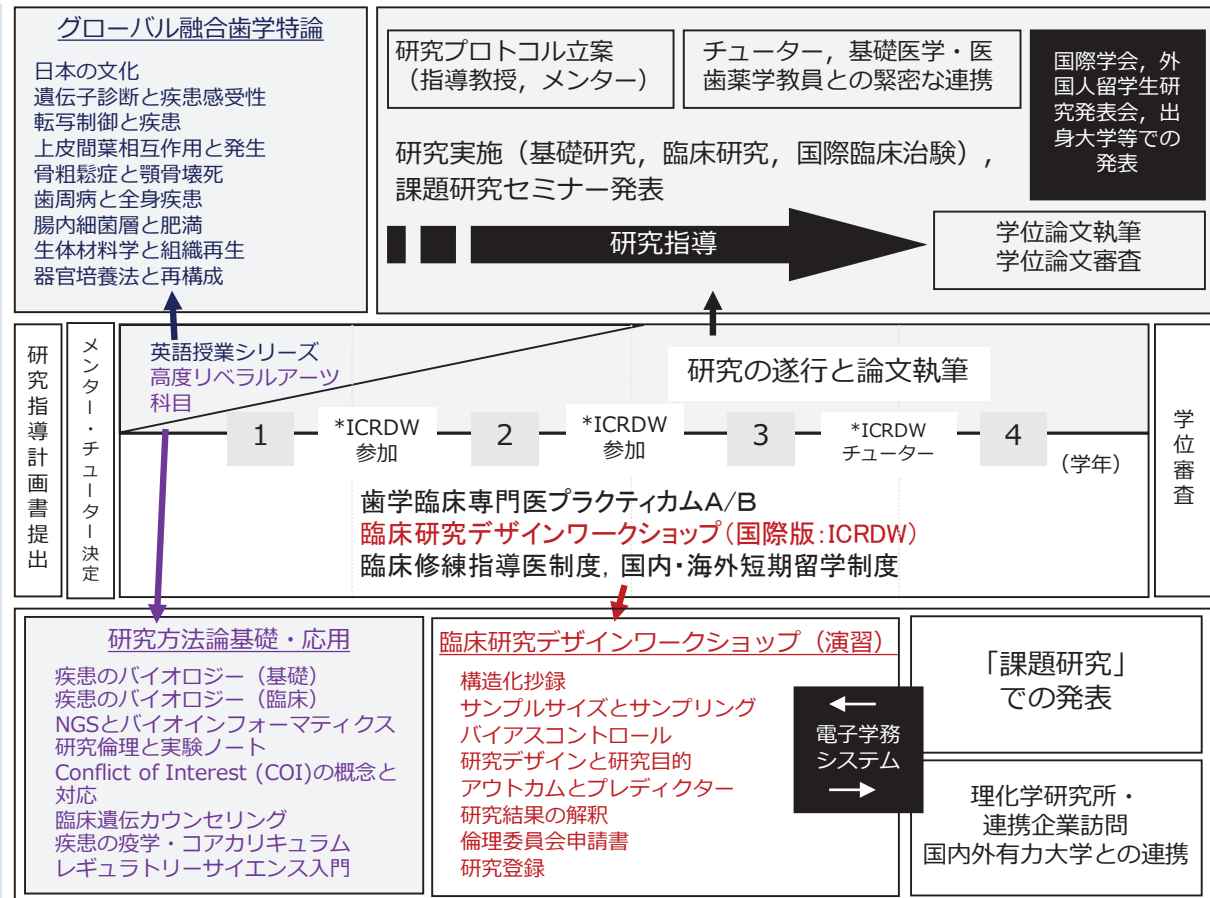 グローバル融合歯学特論
日本の文化
遺伝子診断と疾患感受性
転写制御と疾患
上皮間葉相互作用と発生
骨粗鬆症と顎骨壊死
歯周病と全身疾患
腸内細菌層と肥満
生体材料学と組織再生
器官培養法と再構成
研究プロトコル立案
（指導教授，メンター）
チューター，基礎医学・医
歯薬学教員との緊密な連携
国際学会，外
国人留学生研
究発表会，出
身大学等での
発表
研究実施（基礎研究，臨床研究，国際臨床治験），
課題研究セミナー発表
研究指導
学位論文執筆
学位論文審査
研究指導計画書提出
メンター・チューター決定
英語授業シリーズ
高度リベラルアーツ
科目
研究の遂行と論文執筆
1
*ICRDW
参加
2
*ICRDW
参加
3
*ICRDW
チューター
4
（学年）
学位審査
歯学臨床専門医プラクティカムA/B
臨床研究デザインワークショップ（国際版：ICRDW）
臨床修練指導医制度，国内・海外短期留学制度
研究方法論基礎・応用
疾患のバイオロジー（基礎）
疾患のバイオロジー（臨床）
NGSとバイオインフォーマティクス
研究倫理と実験ノート
Conflict of Interest (COI)の概念と
対応
臨床遺伝カウンセリング
疾患の疫学・コアカリキュラム
レギュラトリーサイエンス入門
臨床研究デザインワークショップ（演習）
構造化抄録
サンプルサイズとサンプリング
バイアスコントロール
研究デザインと研究目的
アウトカムとプレディクター
研究結果の解釈
倫理委員会申請書
研究登録
電子学務
システム
「課題研究」
での発表
理化学研究所・
連携企業訪問
国内外有力大学との連携